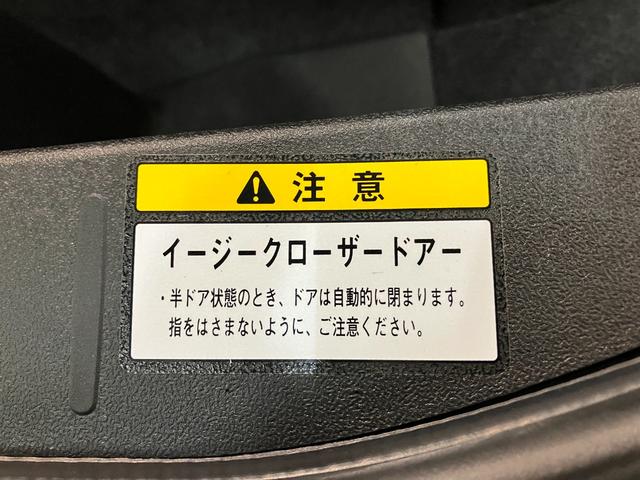 注意
イージークローザードアー
・半ドア状態のとき、ドアは自動的に閉まります。
指をはさまないように、ご注意ください。